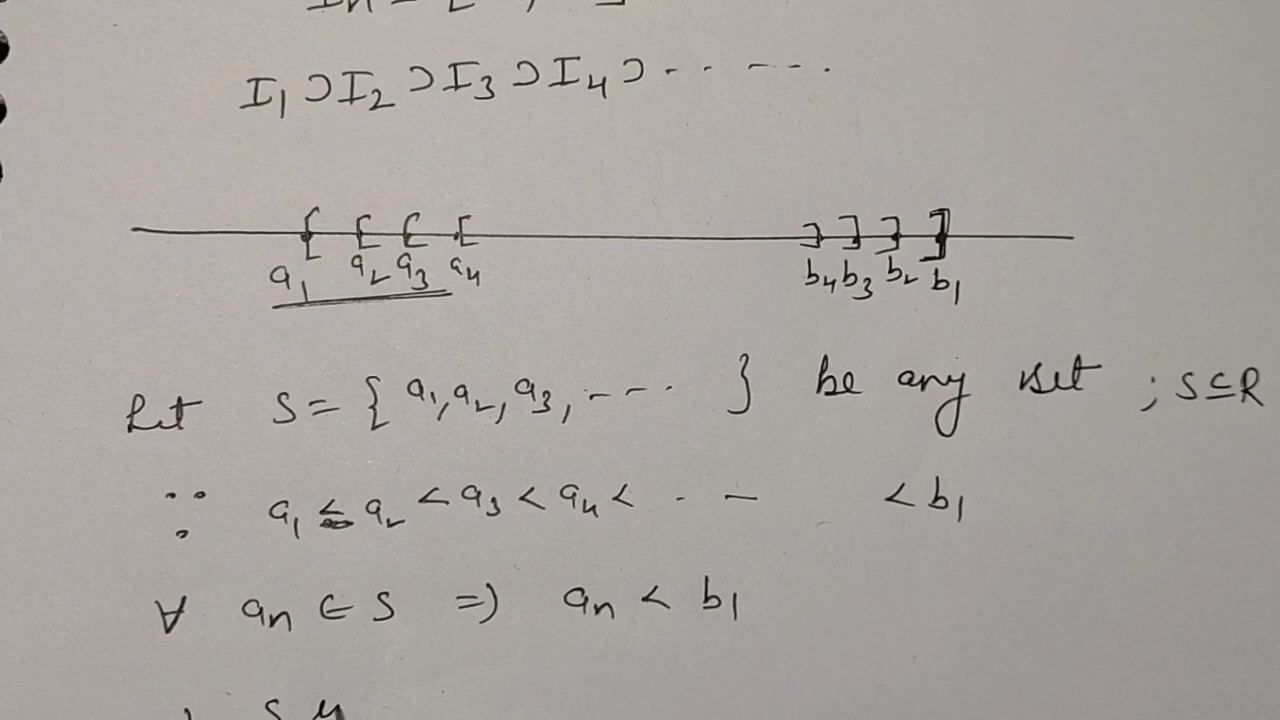 I₁ ⊃ I₂ ⊃ I₃ ⊃ I₄ ⊃ - - - - - .
[ [ [ [ ] ] ] ]
a₁ a₂ a₃ a₄ b₄ b₃ b₂ b₁
Let S = { a₁, a₂, a₃, - - - } be any set ; S ⊆ R
∵ a₁ ≤ a₂ < a₃ < a₄ < - - < b₁
∀ aₙ ∈ S ⇒ aₙ < b₁